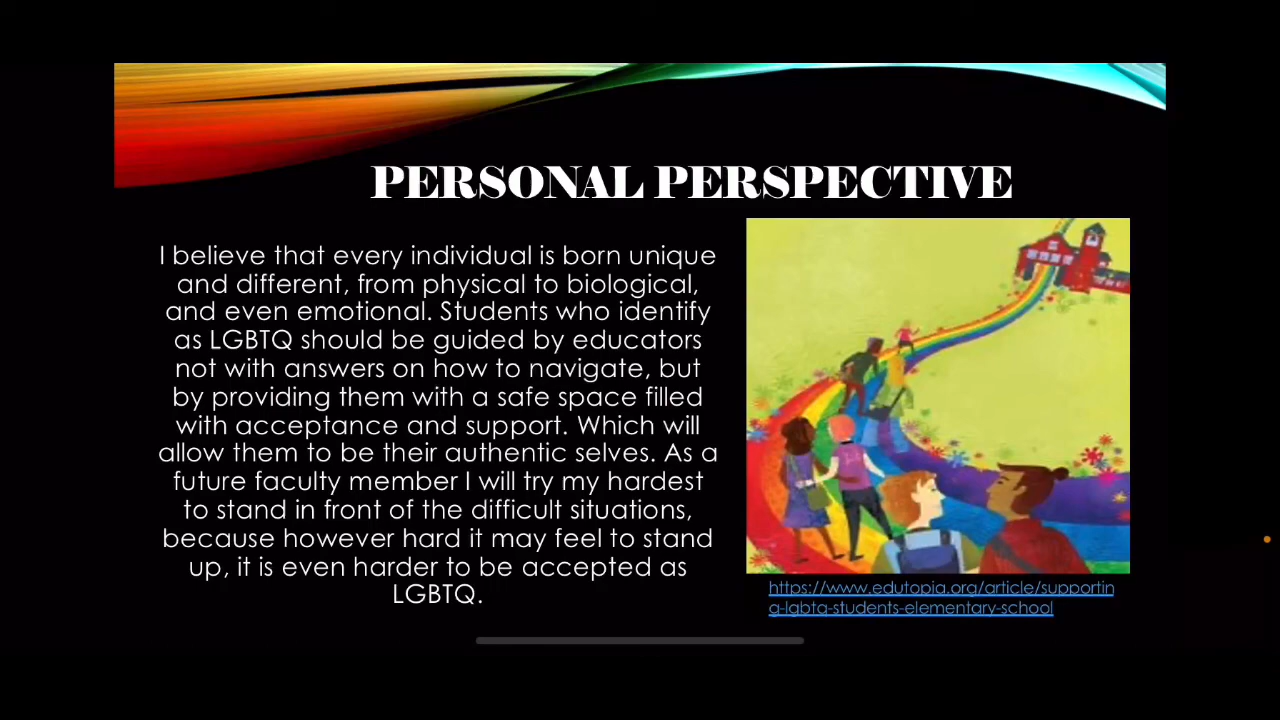 PERSONAL PERSPECTIVE
I believe that every individual is born unique
and different, from physical to biological,
and even emotional. Students who identify
as LGBTQ should be guided by educators
not with answers on how to navigate, but
by providing them with a safe space filled
with acceptance and support. Which will
allow them to be their authentic selves. As a
future faculty member I will try my hardest
to stand in front of the difficult situations,
because however hard it may feel to stand
up, it is even harder to be accepted as
LGBTQ.
https://www.edutopia.org/article/supportin
g-lgbtq-students-elementary-school